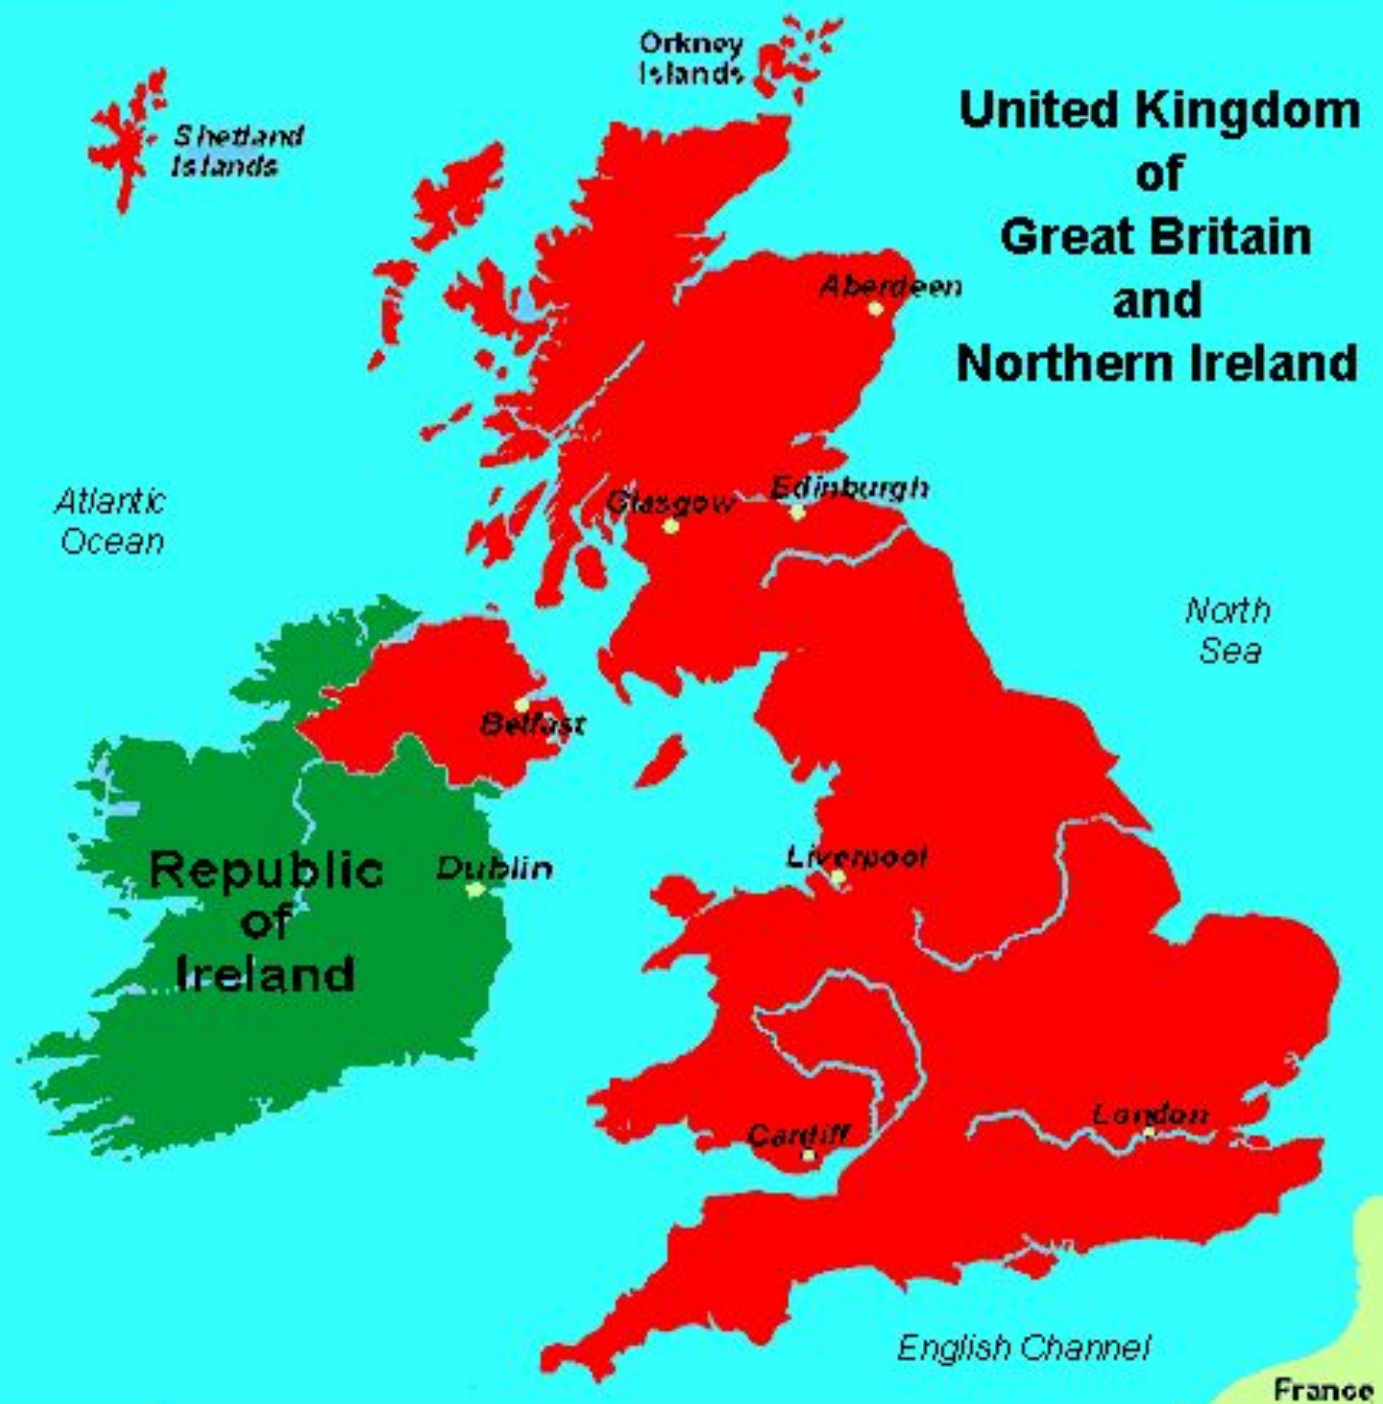 Orkney
Islands
United Kingdom
of
Great Britain
and
Northern Ireland
Shetland
Islands
Aberdeen
Atlantic
Ocean
Glasgow
Edinburgh
North
Sea
Belfast
Republic
of
Ireland
Dublin
Liverpool
London
Cardiff
English Channel
France